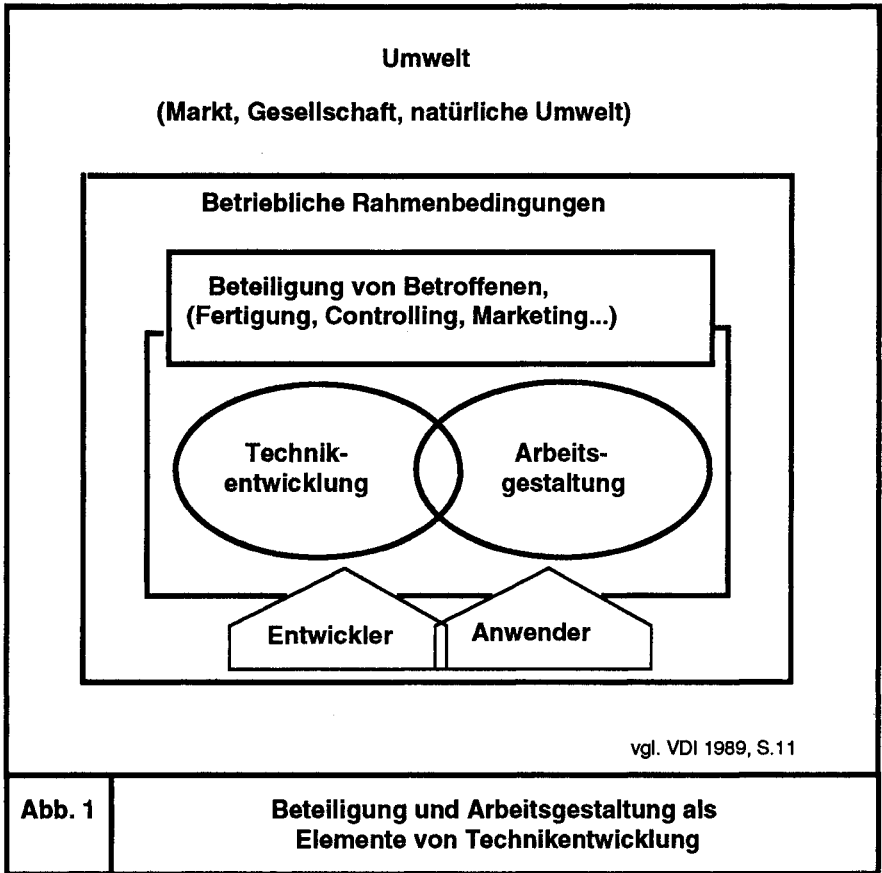 Umwelt
(Markt, Gesellschaft, natürliche Umwelt)
Betriebliche Rahmenbedingungen
Beteiligung von Betroffenen,
(Fertigung, Controlling, Marketing...)
Technik-
entwicklung
Arbeits-
gestaltung
Entwickler
Anwender
vgl. VDI 1989, S.11
Abb. 1
Beteiligung und Arbeitsgestaltung als
Elemente von Technikentwicklung